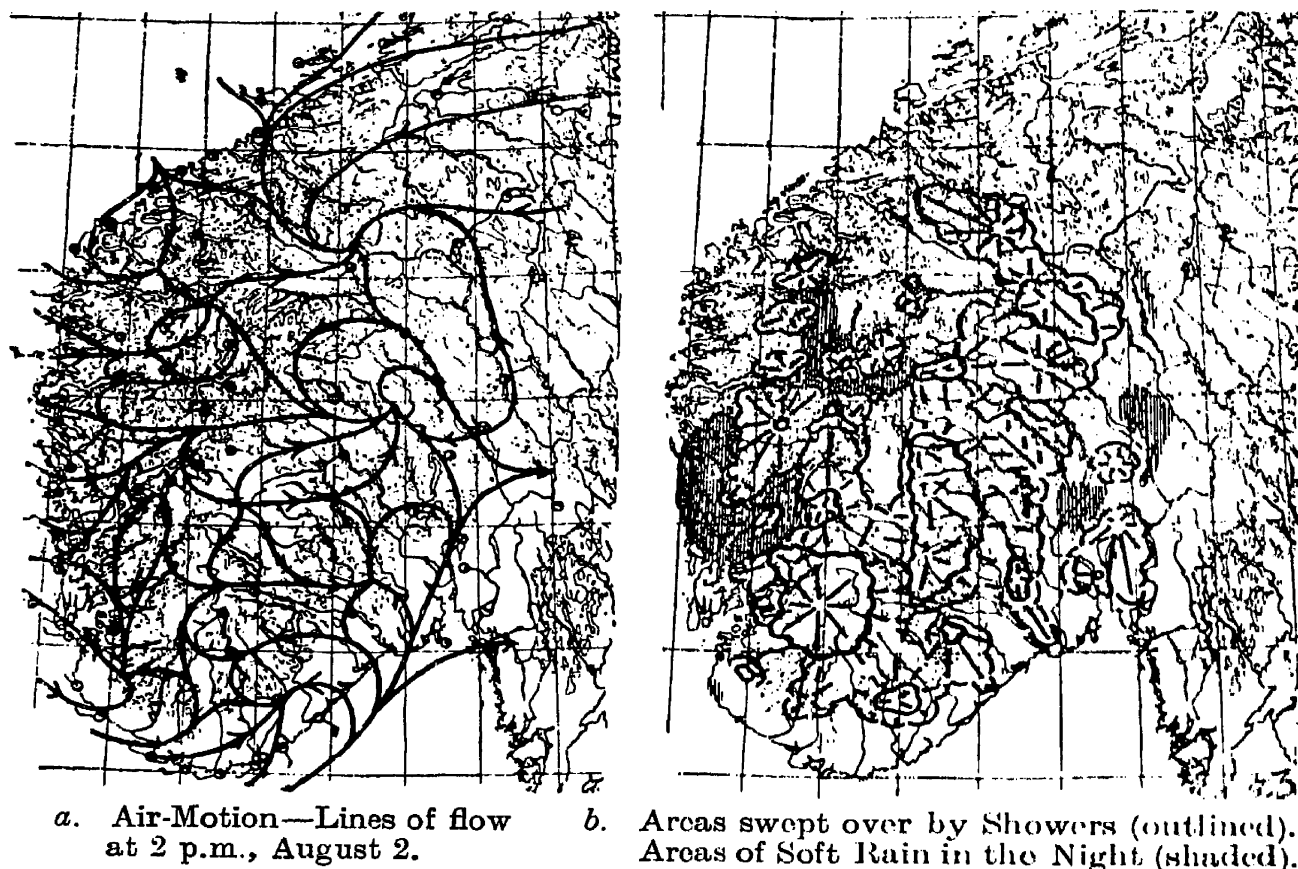 a. Air-Motion—Lines of flow
at 2 p.m., August 2.
b. Areas swept over by Showers (outlined).
Areas of Soft Rain in the Night (shaded).